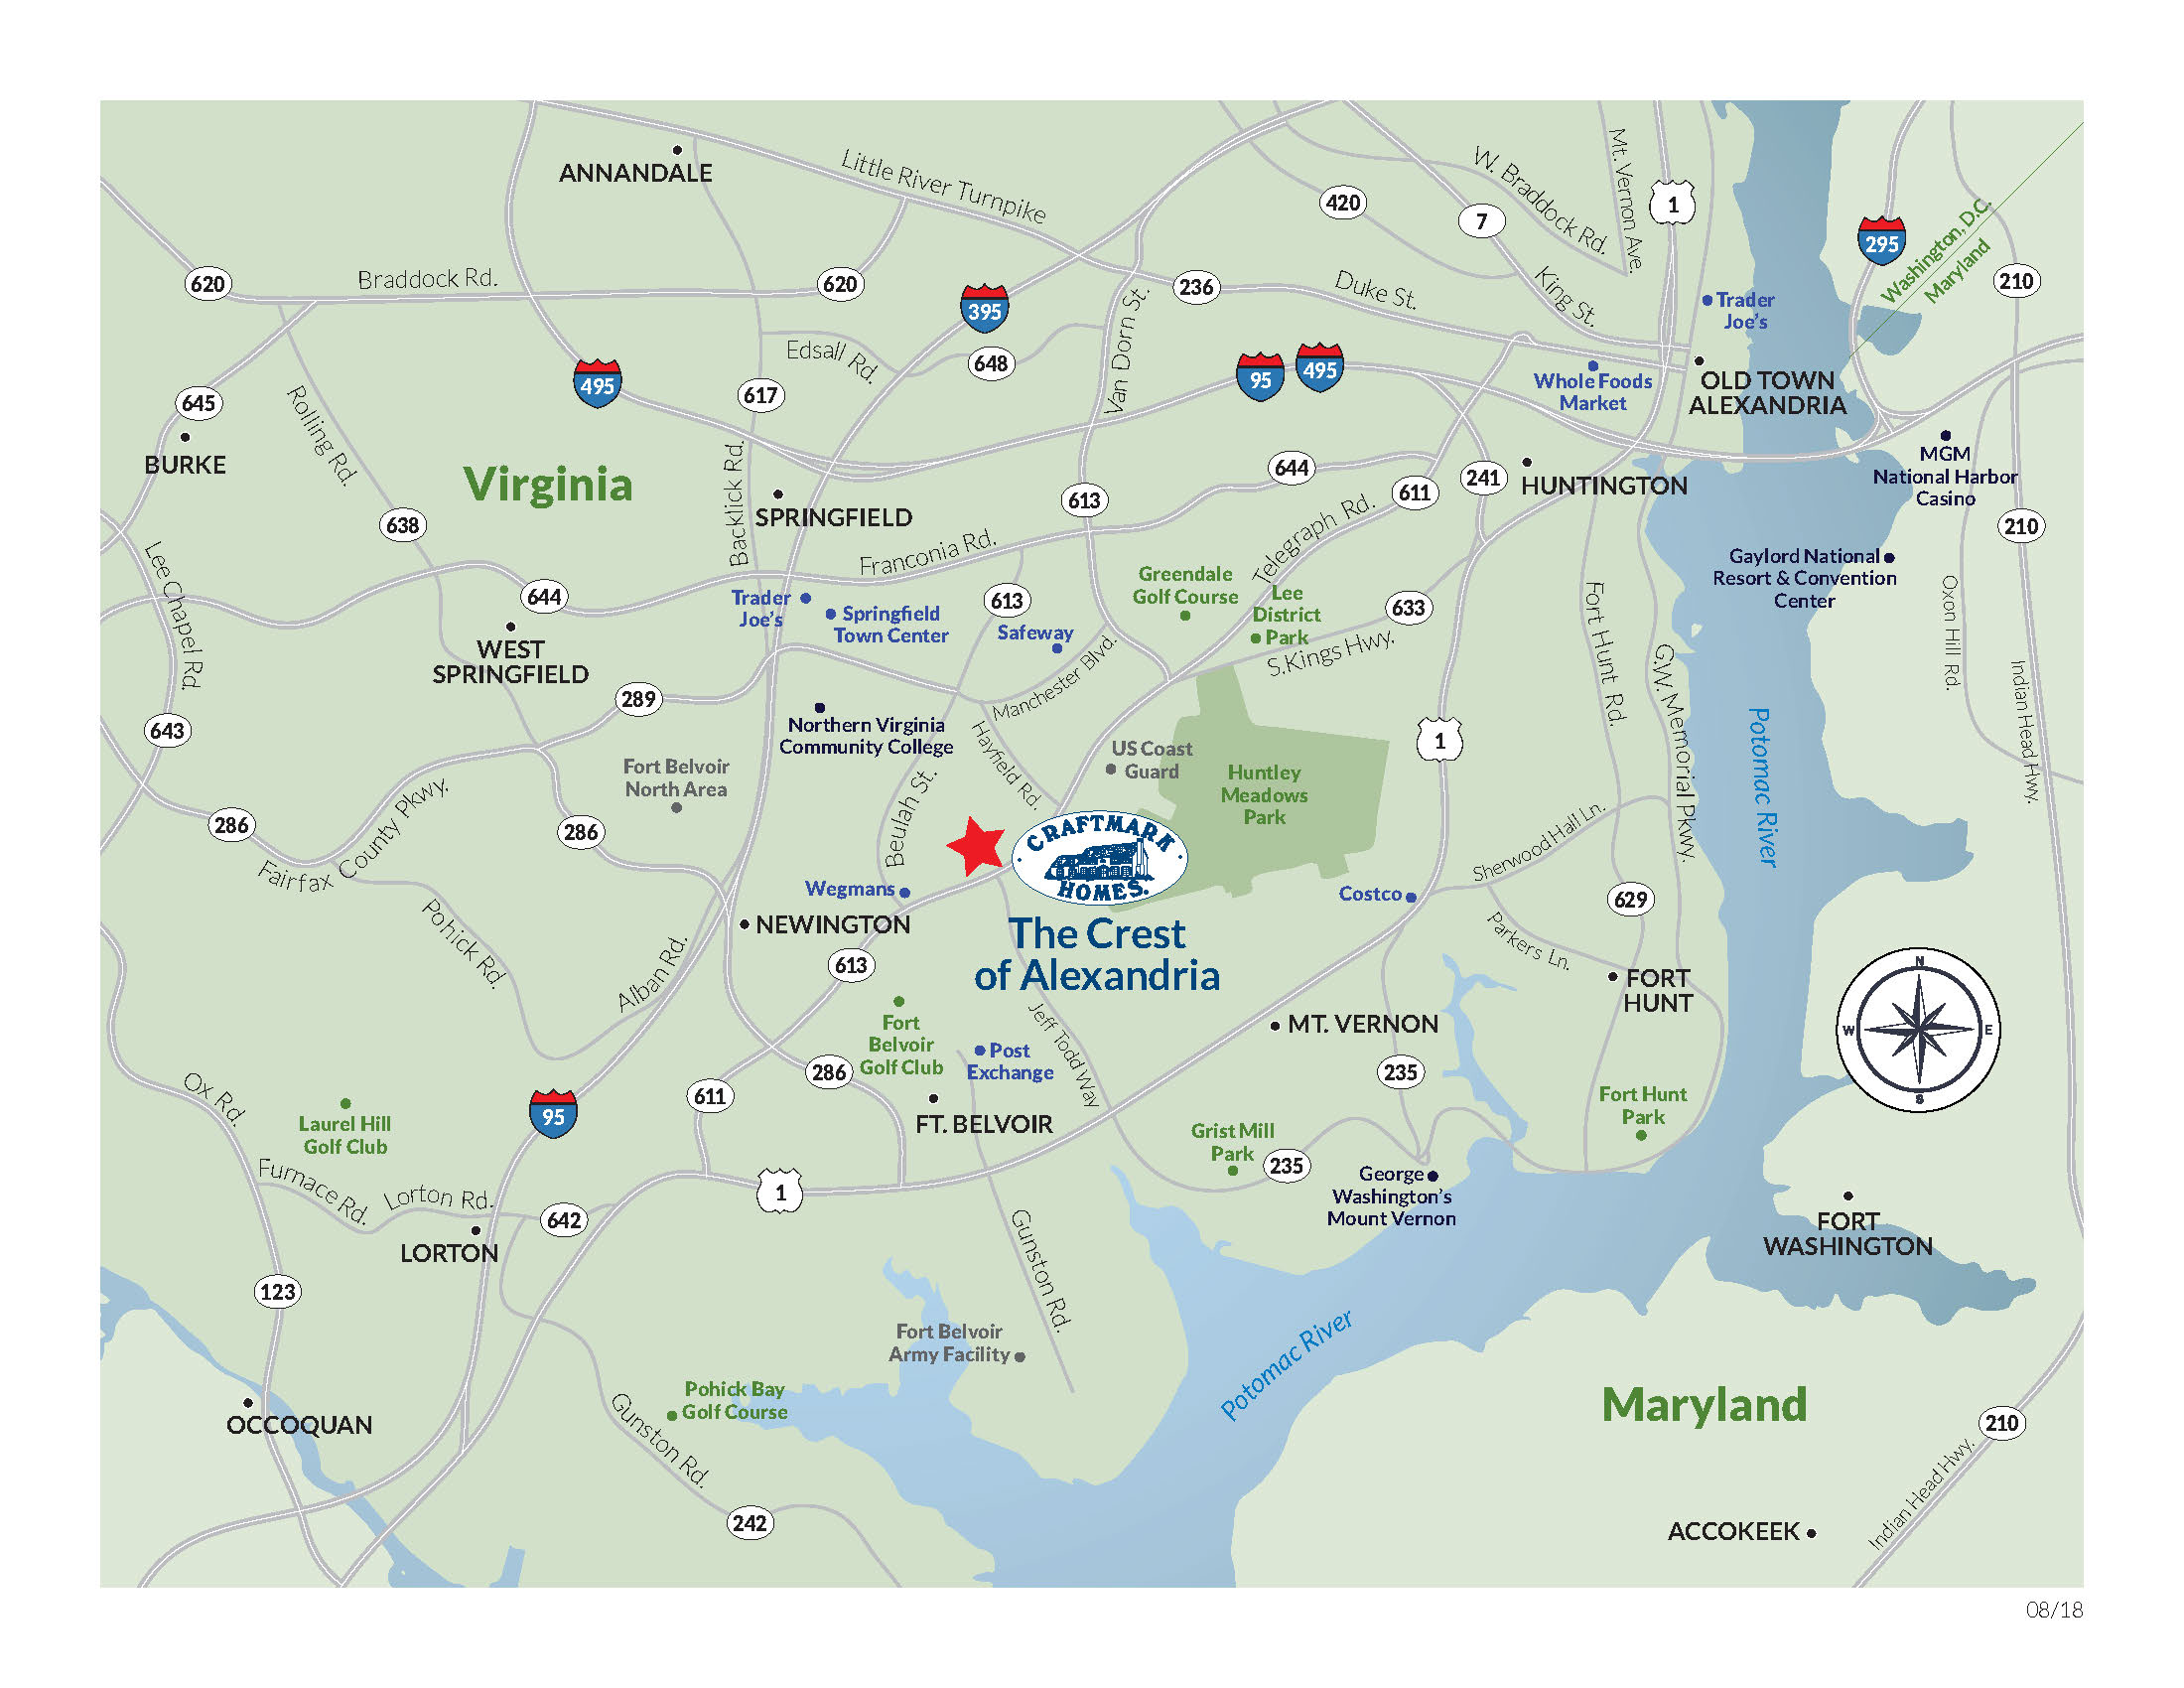 ANNANDALE
Little River Turnpike
W. Braddock Rd.
Mt. Vernon Ave.
420
7
1
295
Washington, D.C.
Maryland
210
620
Braddock Rd.
620
395
236
Duke St.
King St.
Trader
Joe's
Edsall Rd.
648
Van Dorn St.
495
617
95
495
Whole Foods
Market
OLD TOWN
ALEXANDRIA
645
BURKE
Rolling Rd.
Virginia
Backlick Rd.
SPRINGFIELD
638
613
644
611
241
HUNTINGTON
MGM
National Harbor
Casino
210
Telegraph Rd.
Franconia Rd.
Lee Chapel Rd.
644
WEST
SPRINGFIELD
Trader
Joe's
Springfield
Town Center
613
Safeway
Greendale
Golf Course
Lee
District
Park
633
S.Kings Hwy.
Manchester Blvd.
Fort Hunt Rd.
G.W. Memorial Pkwy.
Gaylord National
Resort & Convention
Center
Oxon Hill Rd.
Indian Head Hwy.
Potomac River
643
289
Northern Virginia
Community College
Hayfield Rd.
US Coast
Guard
Huntley
Meadows
Park
1
Fort Belvoir
North Area
286
286
Fairfax County Pkwy.
Beulah St.
CRAFTMARK
HOMES.
The Crest
of Alexandria
Wegmans
Costco
Sherwood Hall Ln.
Parkers Ln.
629
FORT
HUNT
Pohick Rd.
NEWINGTON
613
Alban Rd.
Fort
Belvoir
Golf Club
Post
Exchange
Jeff Todd Way
MT. VERNON
235
N
W
E
S
Ox Rd.
Laurel Hill
Golf Club
95
611
286
FT. BELVOIR
Grist Mill
Park
235
Fort Hunt
Park
George
Washington's
Mount Vernon
Furnace Rd.
Lorton Rd.
LORTON
642
1
Gunston Rd.
FORT
WASHINGTON
123
Fort Belvoir
Army Facility
Potomac River
OCCOQUAN
Pohick Bay
Golf Course
Gunston Rd.
242
Maryland
210
Indian Head Hwy.
ACCOKEEK
08/18